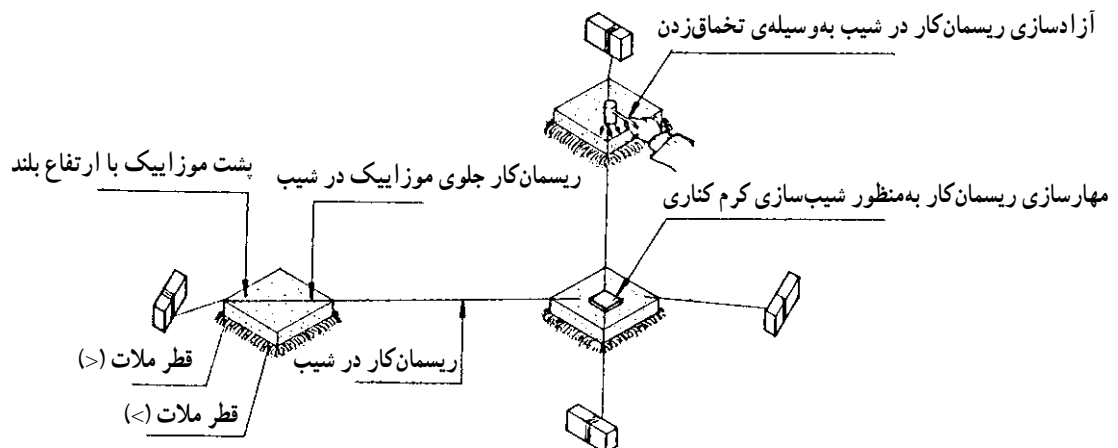 آزادسازی ریسمان‌کار در شیب به‌وسیله‌ی تخماق‌زدن
پشت موزاییک با ارتفاع بلند
ریسمان‌کار جلوی موزاییک در شیب
مهارسازی ریسمان‌کار به‌منظور شیب‌سازی کرم کناری
قطر ملات (<)
ریسمان‌کار در شیب
قطر ملات (>)